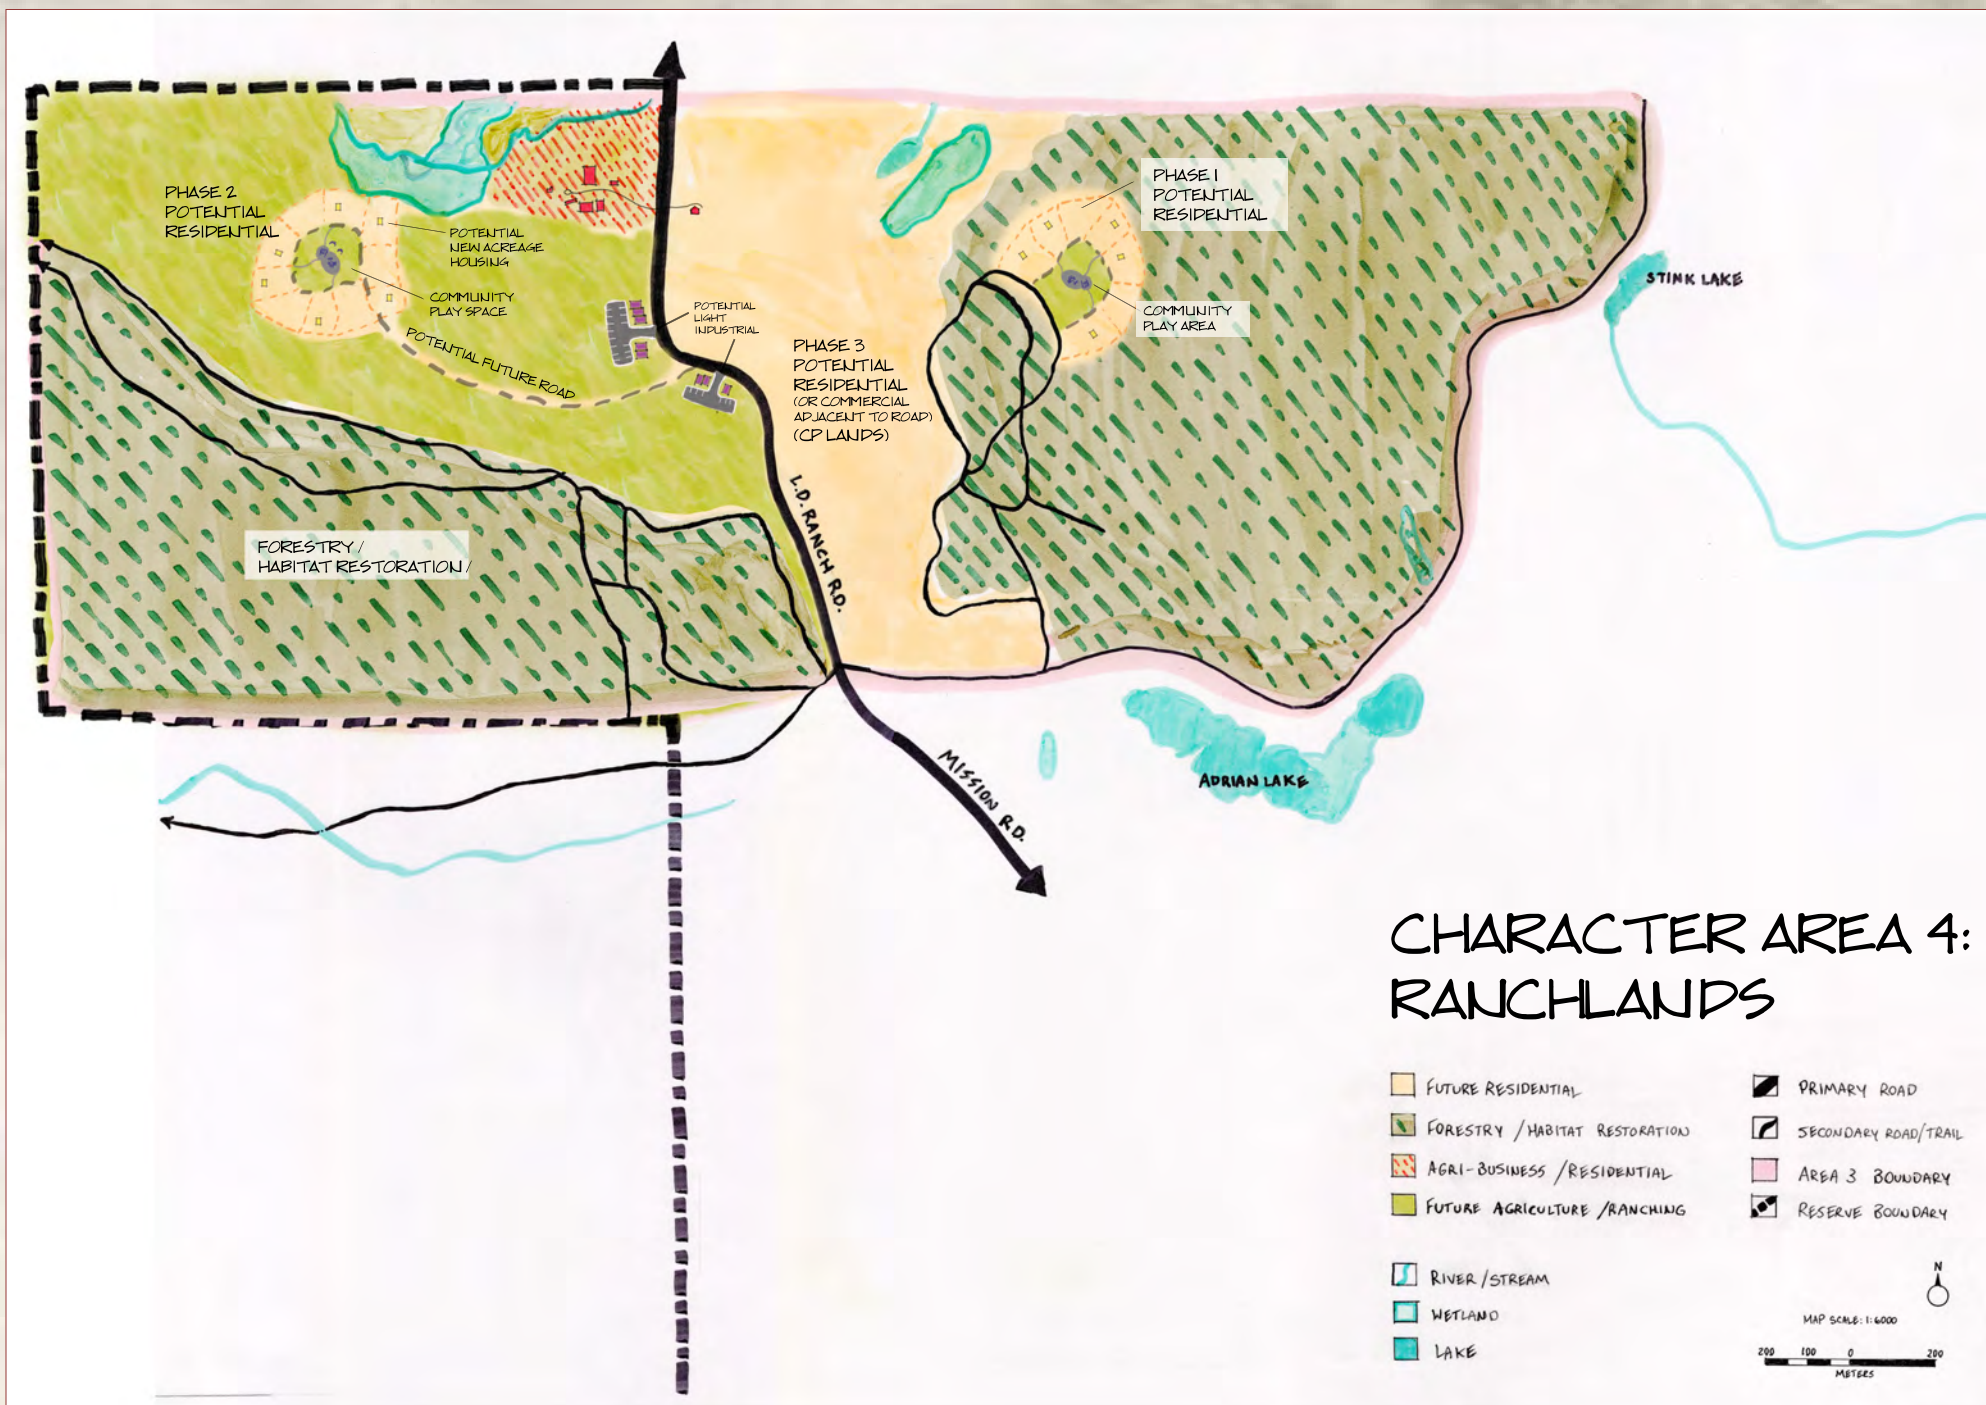 PHASE 2
POTENTIAL
RESIDENTIAL
POTENTIAL
NEW ACREAGE
HOUSING
COMMUNITY
PLAY SPACE
POTENTIAL FUTURE ROAD
POTENTIAL
LIGHT
INDUSTRIAL
PHASE 3
POTENTIAL
RESIDENTIAL
(OR COMMERCIAL
ADJACENT TO ROAD)
(CP LANDS)
PHASE 1
POTENTIAL
RESIDENTIAL
COMMUNITY
PLAY AREA
STINK LAKE
FORESTRY /
HABITAT RESTORATION /
L.D. RANCH RD.
MISSION RD.
ADRIAN LAKE
CHARACTER AREA 4:
RANCHLANDS
FUTURE RESIDENTIAL
FORESTRY / HABITAT RESTORATION
AGRI-BUSINESS / RESIDENTIAL
FUTURE AGRICULTURE / RANCHING
RIVER / STREAM
WETLAND
LAKE
PRIMARY ROAD
SECONDARY ROAD/TRAIL
AREA 3 BOUNDARY
RESERVE BOUNDARY
N
MAP SCALE: 1:6000
200 100 0 200
METERS